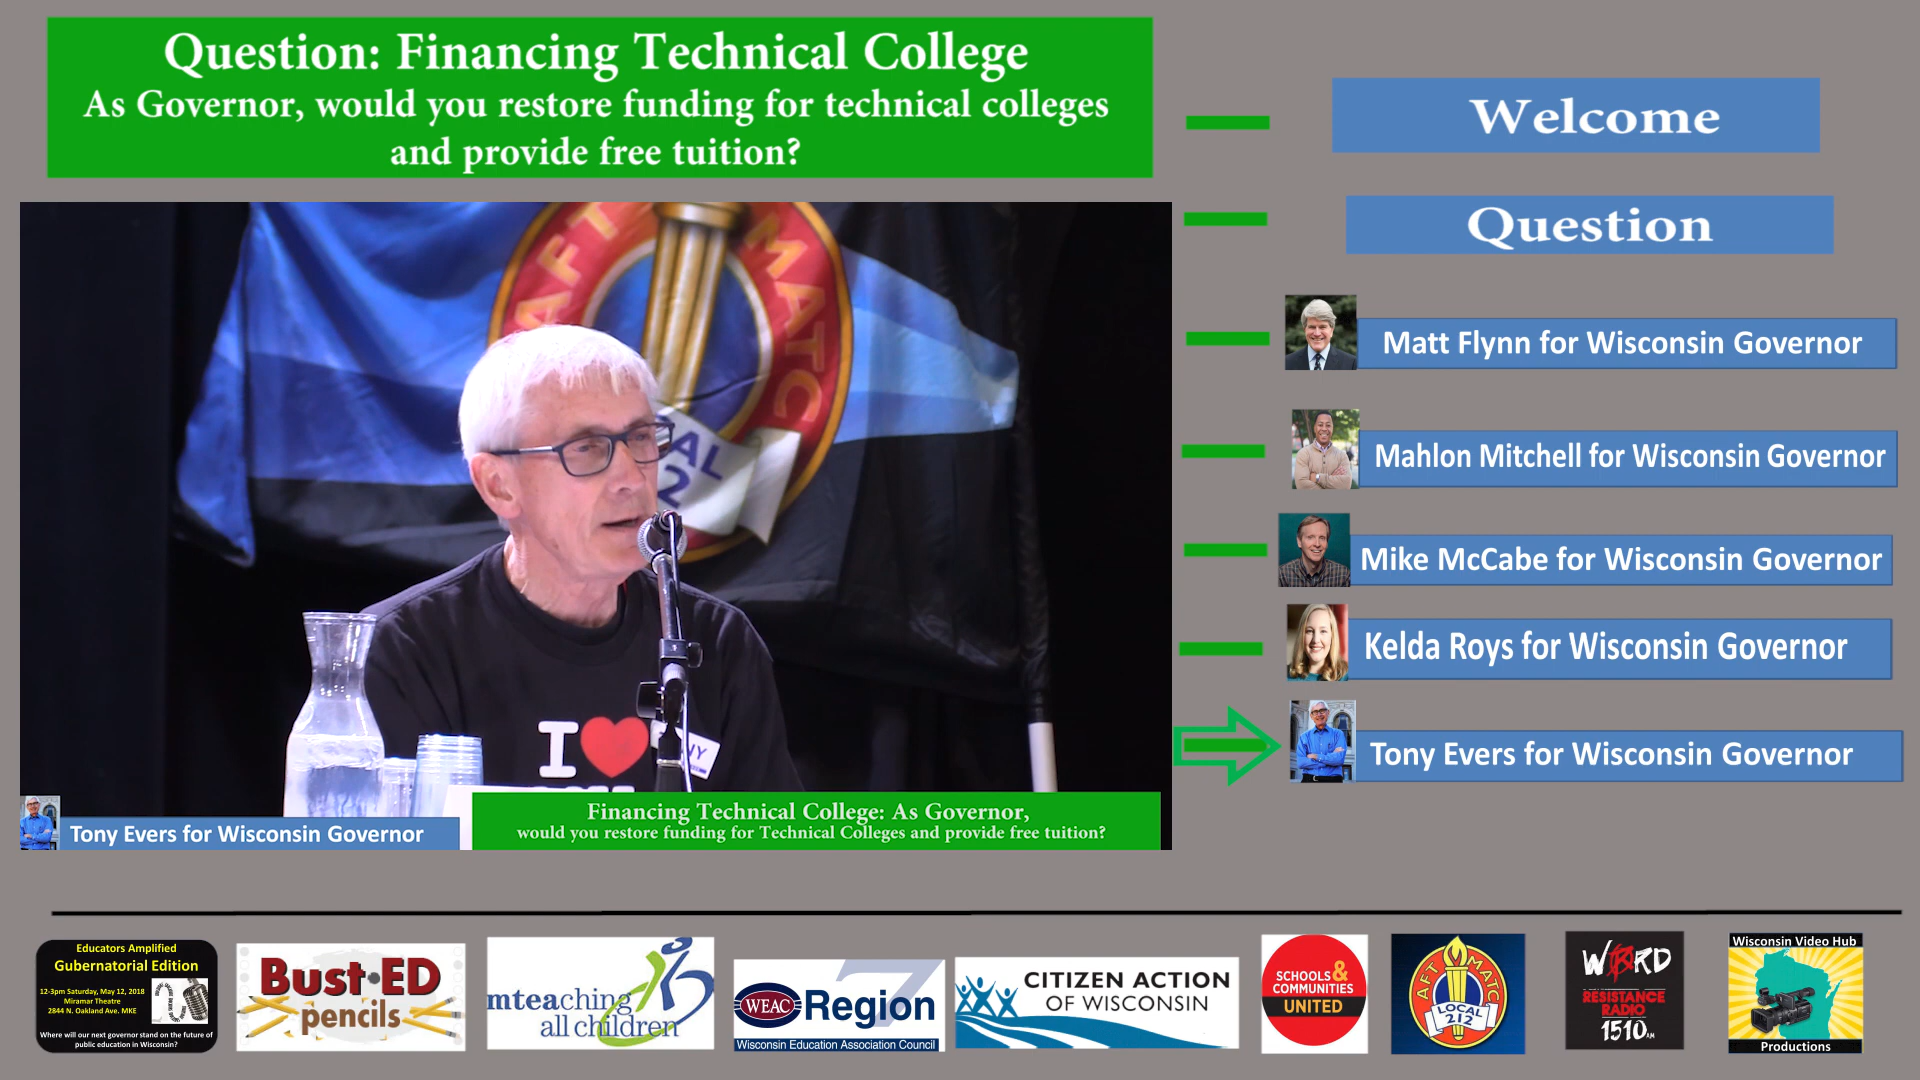 Question: Financing Technical College
As Governor, would you restore funding for technical colleges
and provide free tuition?
Welcome
Question
Matt Flynn for Wisconsin Governor
Mahlon Mitchell for Wisconsin Governor
Mike McCabe for Wisconsin Governor
Kelda Roys for Wisconsin Governor
Tony Evers for Wisconsin Governor
AFT MATC
I
Tony Evers for Wisconsin Governor
Financing Technical College: As Governor,
would you restore funding for Technical Colleges and provide free tuition?
Educators Amplified
Gubernatorial Edition
12-3pm Saturday, May 12, 2018
Miramar Theatre
2844 N. Oakland Ave. MKE
Where will our next governor stand on the future of
public education in Wisconsin?
Bust•ED
pencils
mteaching
all children
7
WEAC Region
Wisconsin Education Association Council
CITIZEN ACTION
OF WISCONSIN
SCHOOLS &
COMMUNITIES
UNITED
AFT MATC
LOCAL
212
WORD
RESISTANCE
RADIO
1510 AM
Wisconsin Video Hub
Productions